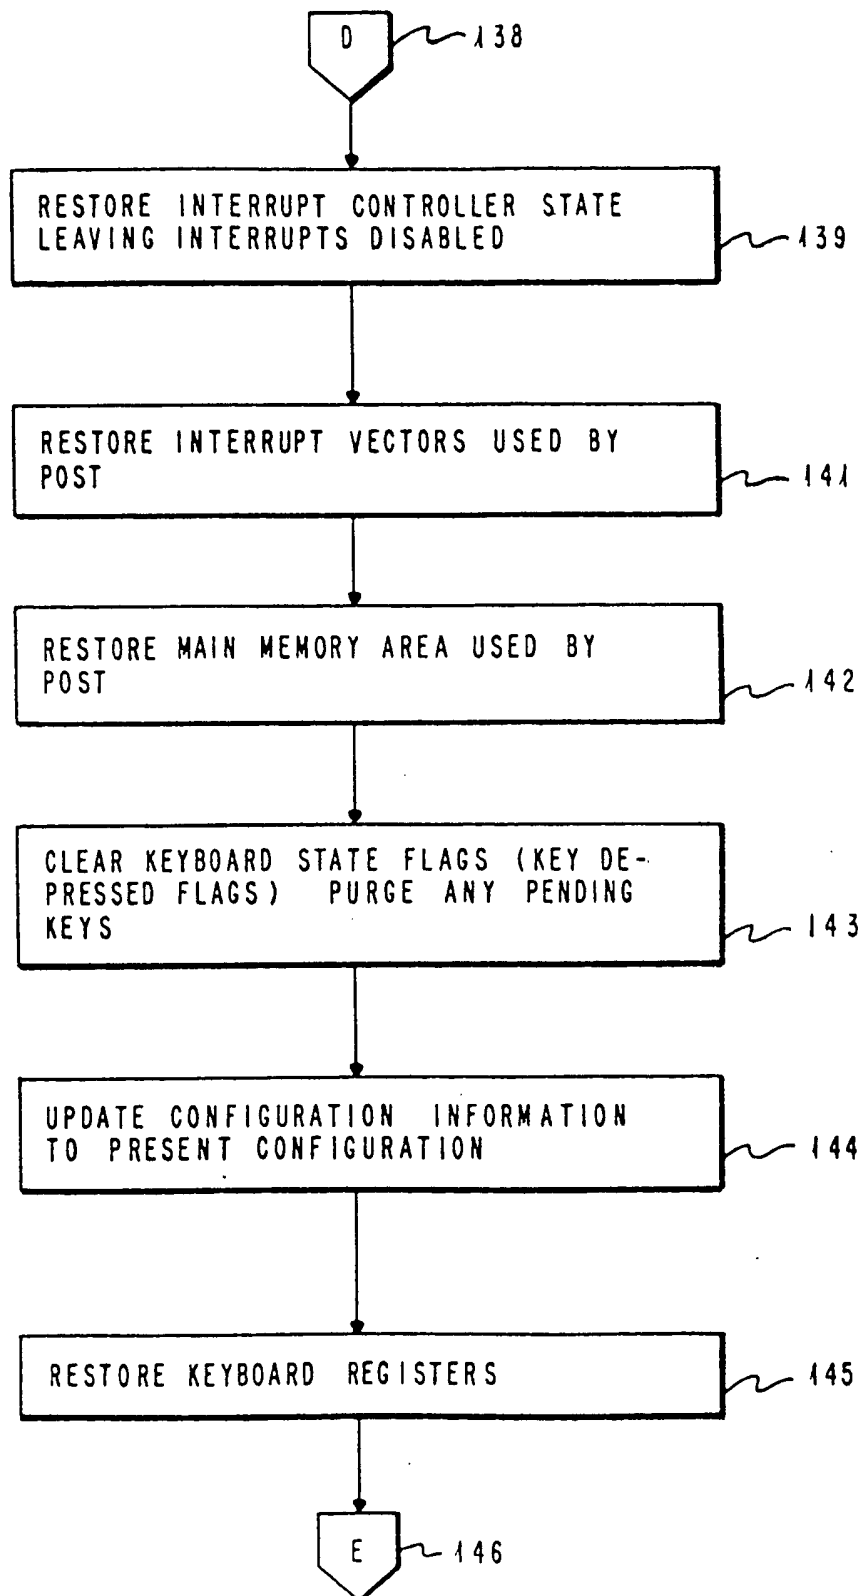 D
138
RESTORE INTERRUPT CONTROLLER STATE
LEAVING INTERRUPTS DISABLED
139
RESTORE INTERRUPT VECTORS USED BY
POST
141
RESTORE MAIN MEMORY AREA USED BY
POST
142
CLEAR KEYBOARD STATE FLAGS (KEY DE-
PRESSED FLAGS) PURGE ANY PENDING
KEYS
143
UPDATE CONFIGURATION INFORMATION
TO PRESENT CONFIGURATION
144
RESTORE KEYBOARD REGISTERS
145
E
146